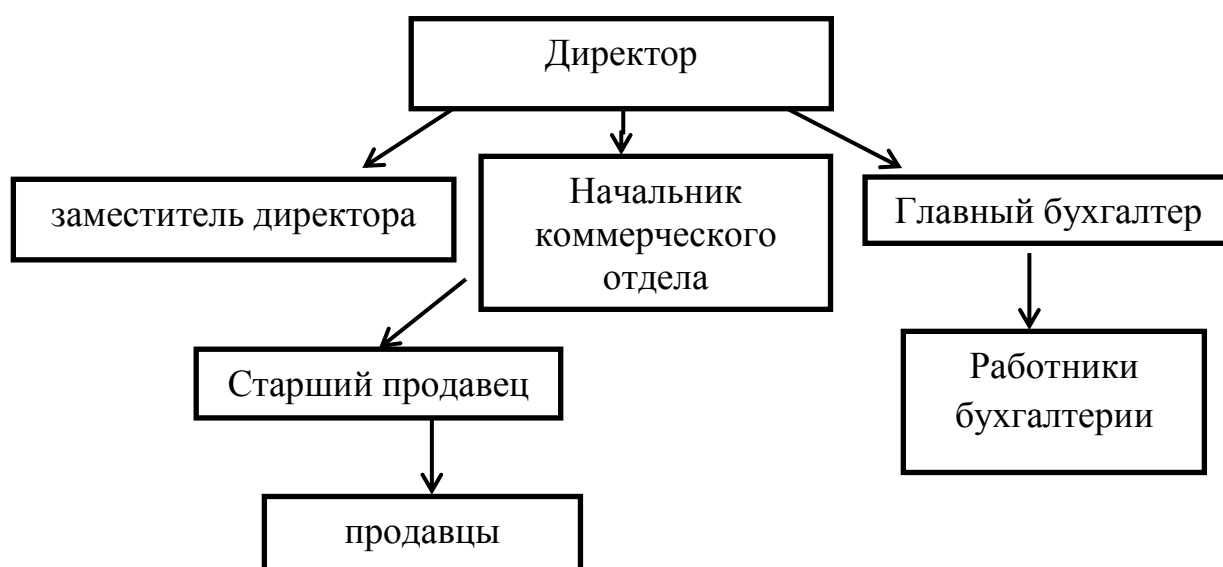 Директор
заместитель директора
Начальник
коммерческого
отдела
Главный бухгалтер
Старший продавец
Работники
бухгалтерии
продавцы